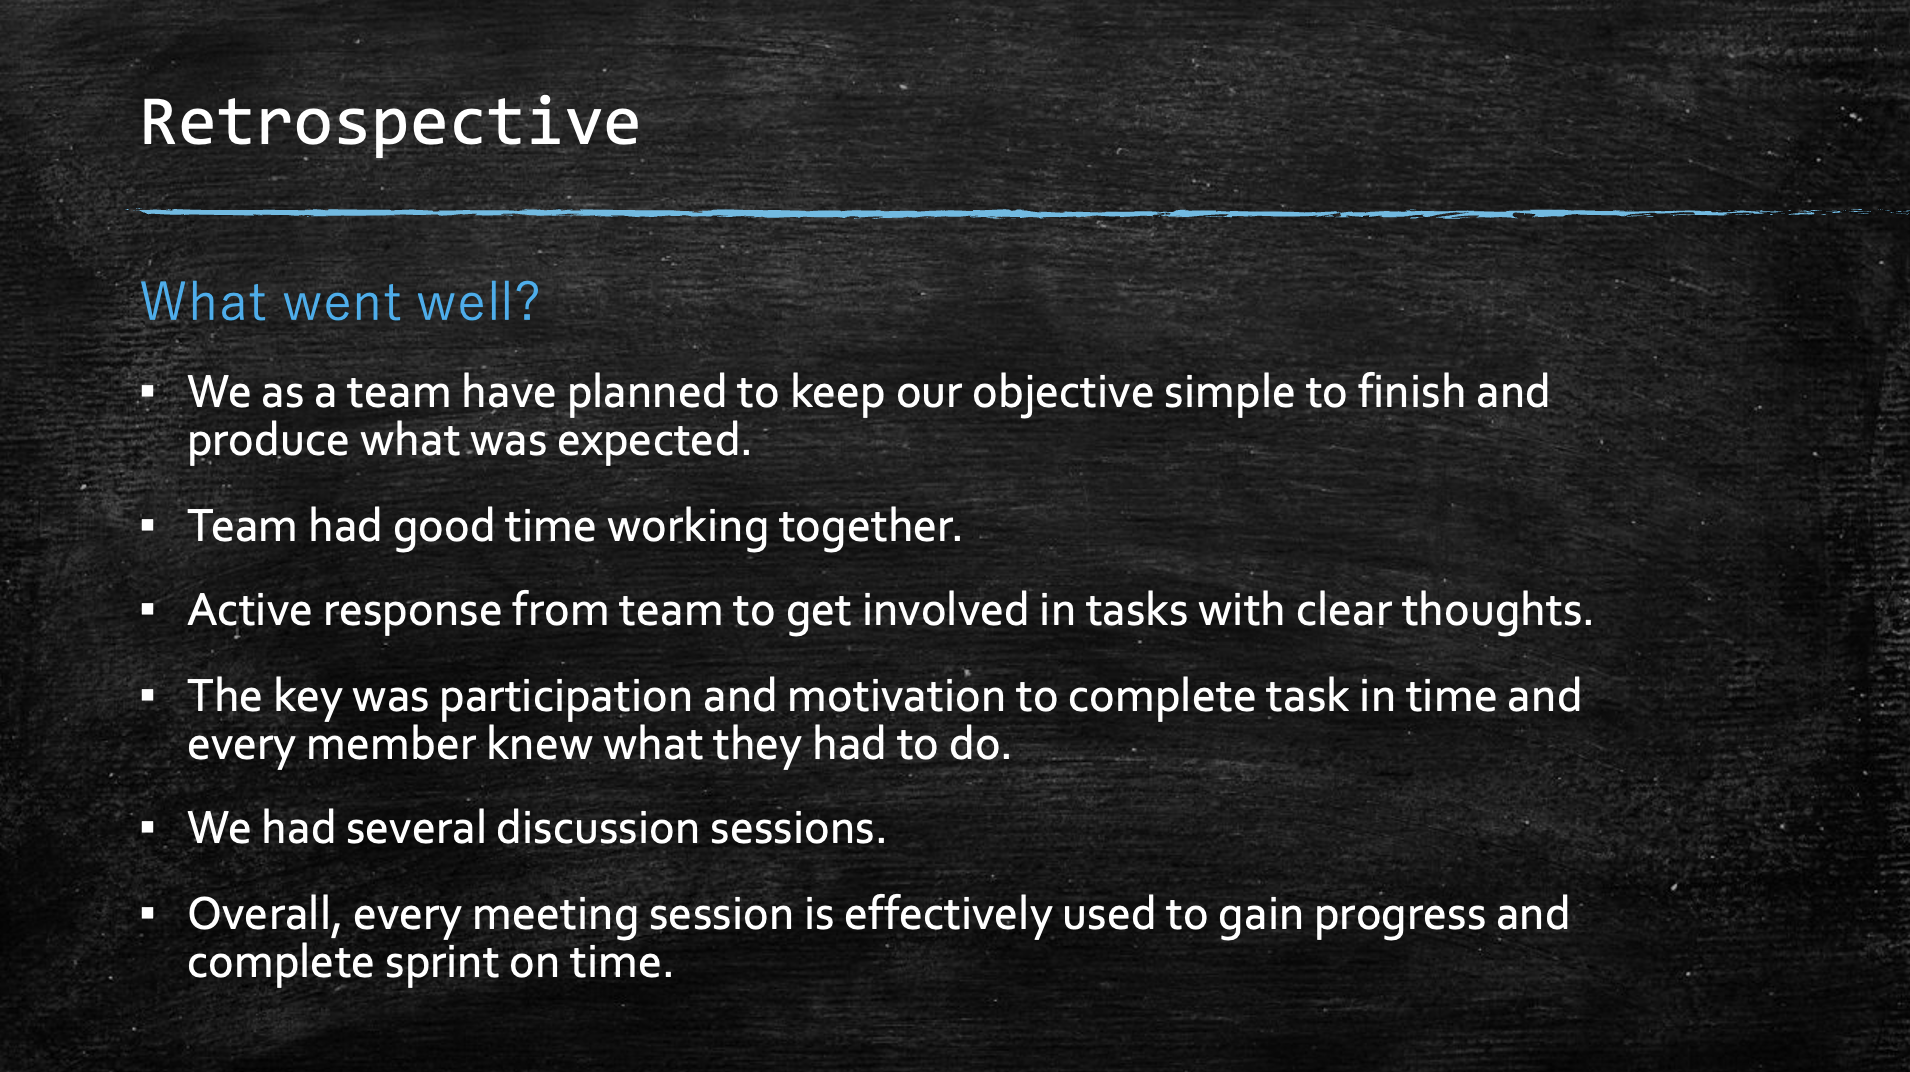 Retrospective
What went well?
▪ We as a team have planned to keep our objective simple to finish and
produce what was expected.
▪ Team had good time working together.
▪ Active response from team to get involved in tasks with clear thoughts.
▪ The key was participation and motivation to complete task in time and
every member knew what they had to do.
▪ We had several discussion sessions.
▪ Overall, every meeting session is effectively used to gain progress and
complete sprint on time.